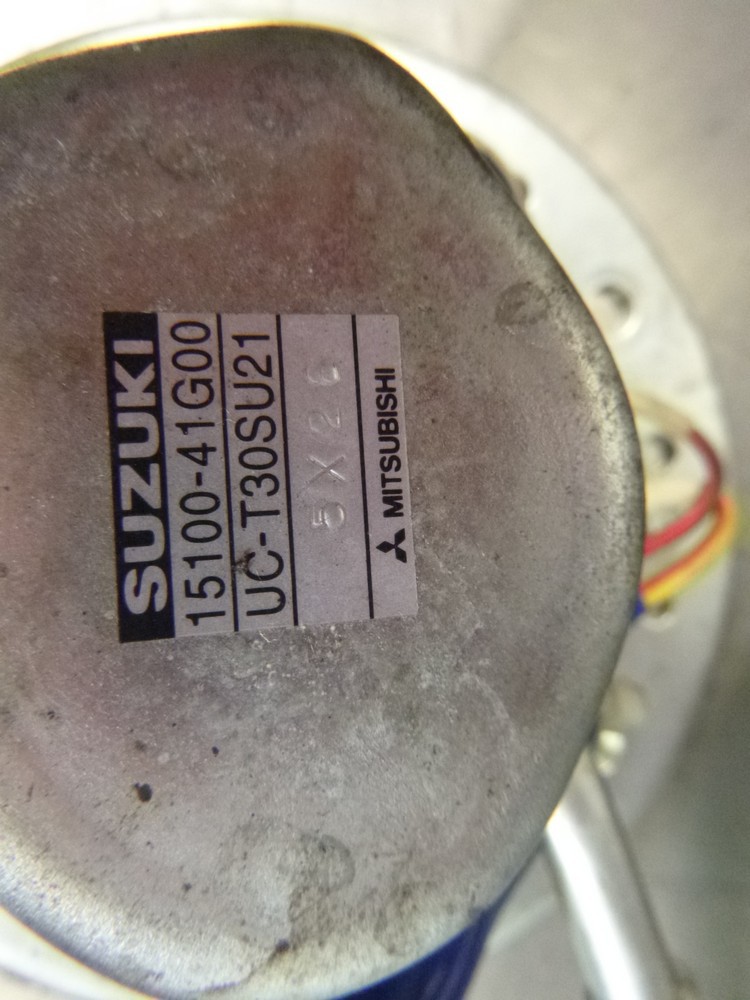 SUZUKI
15100-41G00
UC-T30SU21
5X26
MITSUBISHI